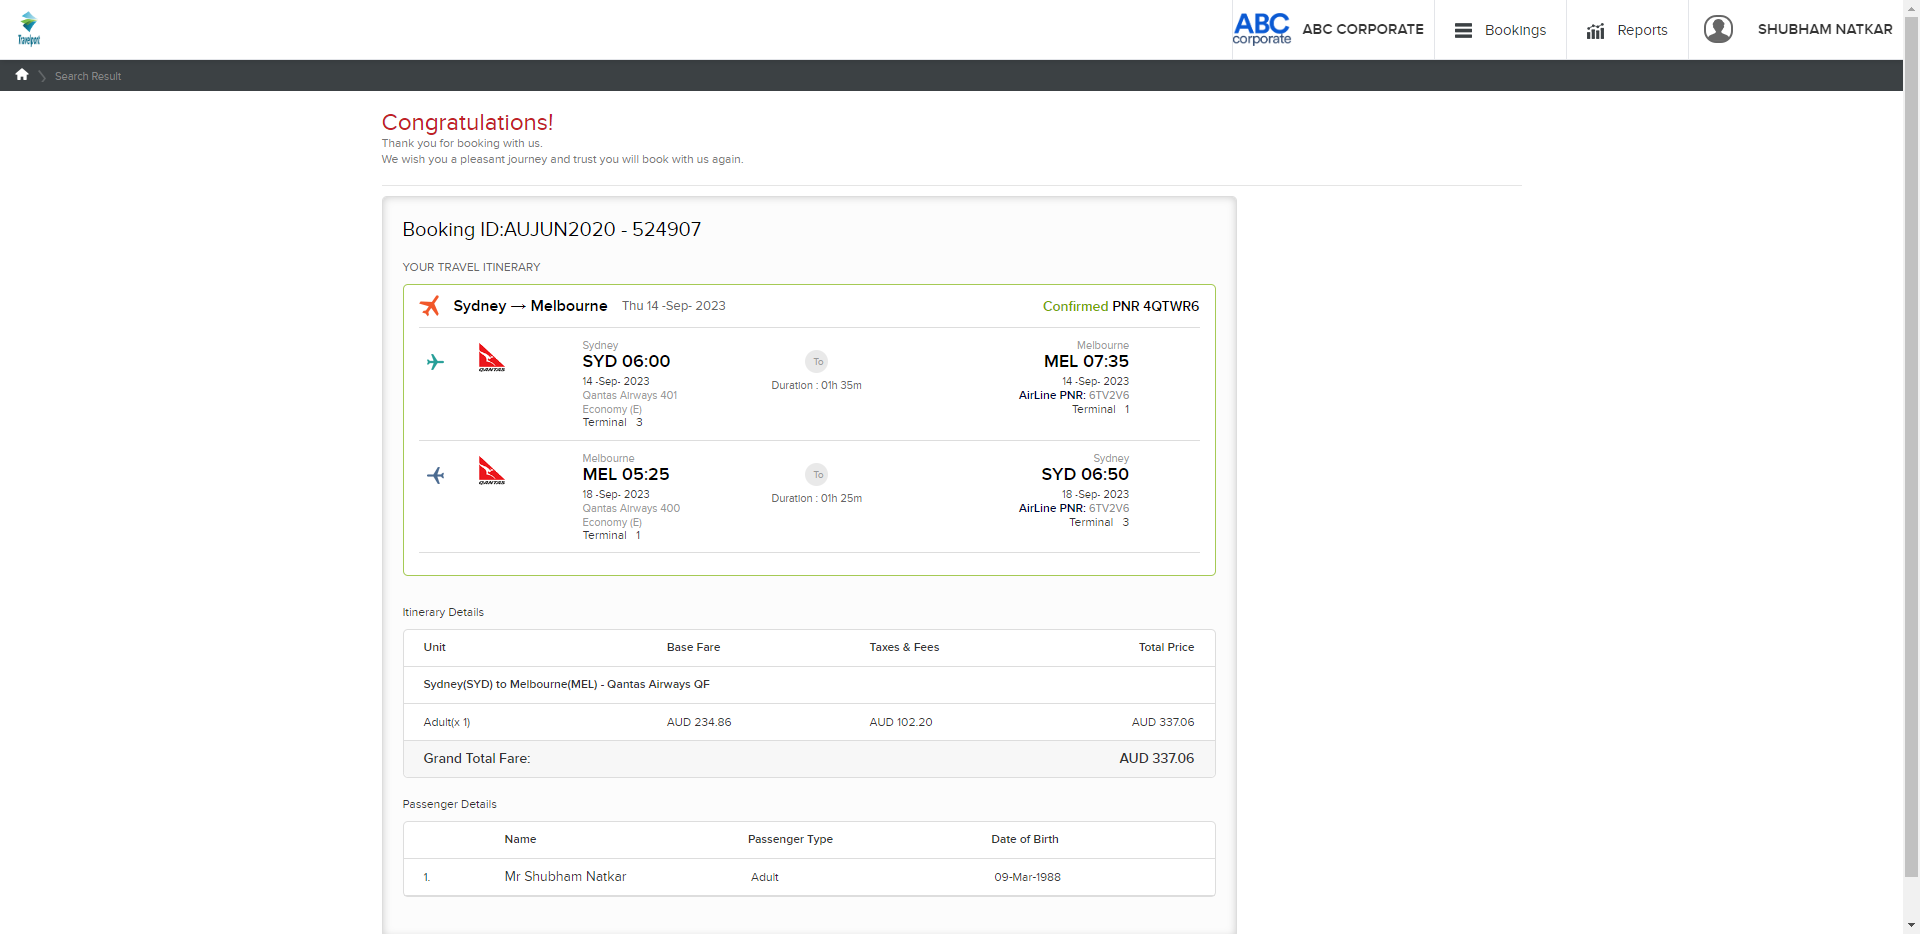 Travelport
ABC
corporate
ABC CORPORATE
Bookings
Reports
SHUBHAM NATKAR
Search Result
Congratulations!
Thank you for booking with us.
We wish you a pleasant journey and trust you will book with us again.
Booking ID:AUJUN2020 - 524907
YOUR TRAVEL ITINERARY
Sydney → Melbourne Thu 14 -Sep- 2023 Confirmed PNR 4QTWR6
Sydney Melbourne
SYD 06:00 To MEL 07:35
14 -Sep- 2023 Duration : 01h 35m 14 -Sep- 2023
Qantas Airways 401 AirLine PNR: 6TV2V6
Economy (E) Terminal 1
Terminal 3
QANTAS
Melbourne Sydney
MEL 05:25 To SYD 06:50
18 -Sep- 2023 Duration : 01h 25m 18 -Sep- 2023
Qantas Airways 400 AirLine PNR: 6TV2V6
Economy (E) Terminal 3
Terminal 1
QANTAS
Itinerary Details
Unit Base Fare Taxes & Fees Total Price
Sydney(SYD) to Melbourne(MEL) - Qantas Airways QF
Adult(x 1) AUD 234.86 AUD 102.20 AUD 337.06
Grand Total Fare: AUD 337.06
Passenger Details
Name Passenger Type Date of Birth
1. Mr Shubham Natkar Adult 09-Mar-1988